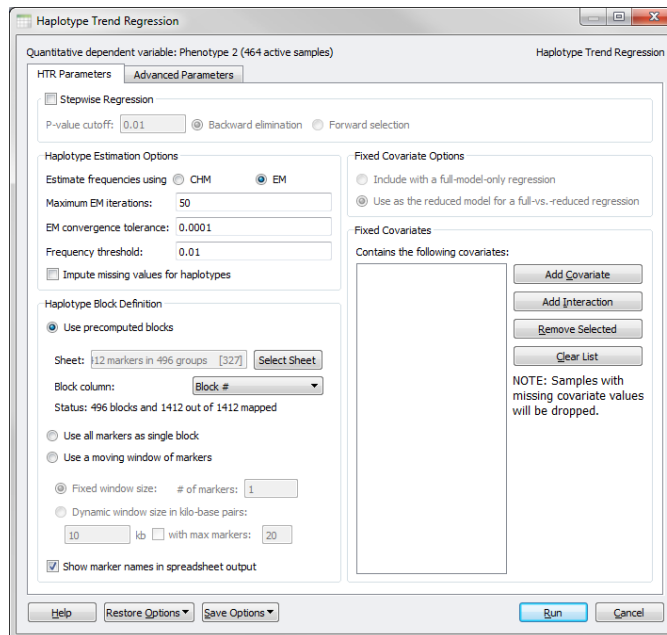 Haplotype Trend Regression
Quantitative dependent variable: Phenotype 2 (464 active samples)
Haplotype Trend Regression
HTR Parameters
Advanced Parameters
Stepwise Regression
P-value cutoff: 0.01 Backward elimination Forward selection
Haplotype Estimation Options
Estimate frequencies using CHM EM
Maximum EM iterations: 50
EM convergence tolerance: 0.0001
Frequency threshold: 0.01
Impute missing values for haplotypes
Haplotype Block Definition
Use precomputed blocks
Sheet: 412 markers in 496 groups [327] Select Sheet
Block column: Block #
Status: 496 blocks and 1412 out of 1412 mapped
Use all markers as single block
Use a moving window of markers
Fixed window size: # of markers: 1
Dynamic window size in kilo-base pairs:
10 kb with max markers: 20
Show marker names in spreadsheet output
Fixed Covariate Options
Include with a full-model-only regression
Use as the reduced model for a full-vs.-reduced regression
Fixed Covariates
Contains the following covariates:
Add Covariate
Add Interaction
Remove Selected
Clear List
NOTE: Samples with
missing covariate values
will be dropped.
Help Restore Options Save Options Run Cancel